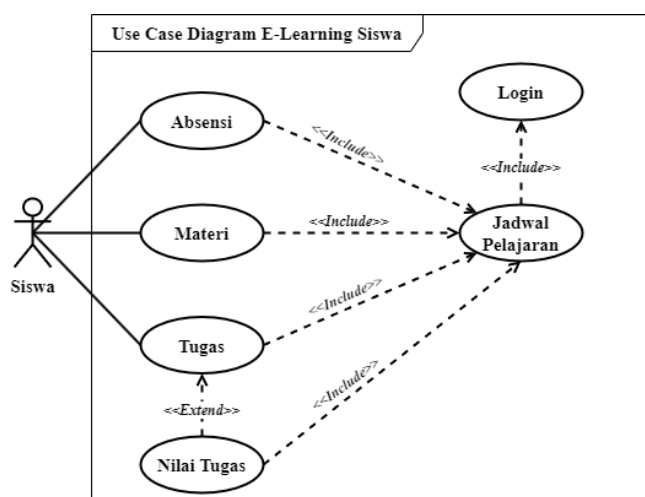 Use Case Diagram E-Learning Siswa
Absensi
Login
<<Include>>
<<Include>>
Materi
<<Include>>
Jadwal
Pelajaran
Siswa
Tugas
<<Include>>
<<Include>>
<<Extend>>
Nilai Tugas